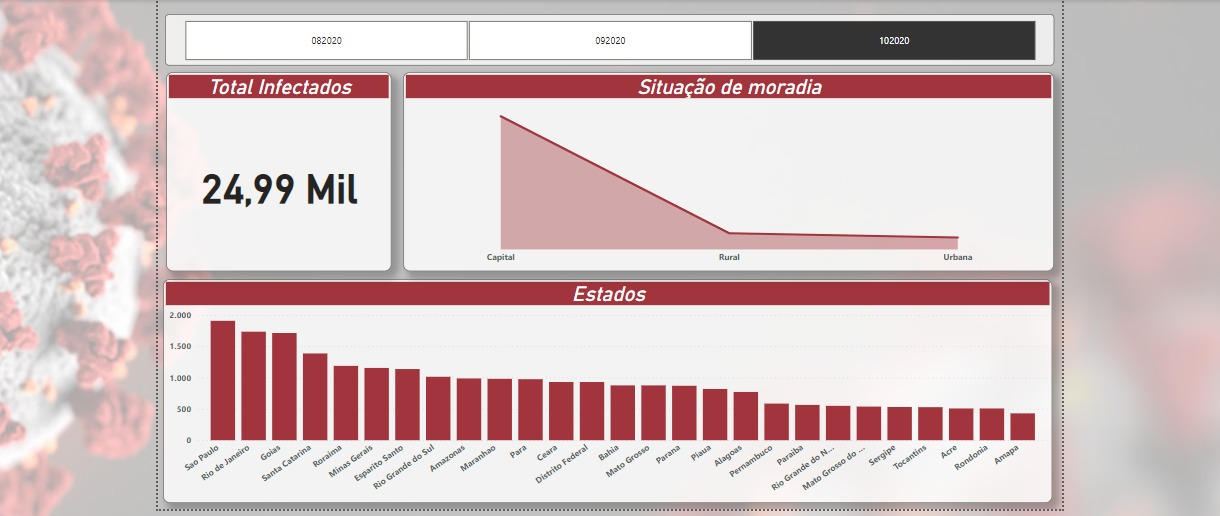 082020
092020
102020
Total Infectados
Situação de moradia
24,99 Mil
Capital
Rural
Urbana
Estados
2.000
1.500
1.000
500
0
Sao Paulo
Rio de Janeiro
Goias
Santa Catarina
Roraima
Minas Gerais
Esparito Santo
Rio Grande do Sul
Amazonas
Maranhao
Para
Ceara
Distrito Federal
Bahia
Mato Grosso
Parana
Piaua
Alagoas
Pernambuco
Paraiba
Rio Grande do N...
Mato Grosso do ...
Sergipe
Tocantins
Acre
Rondonia
Amapa